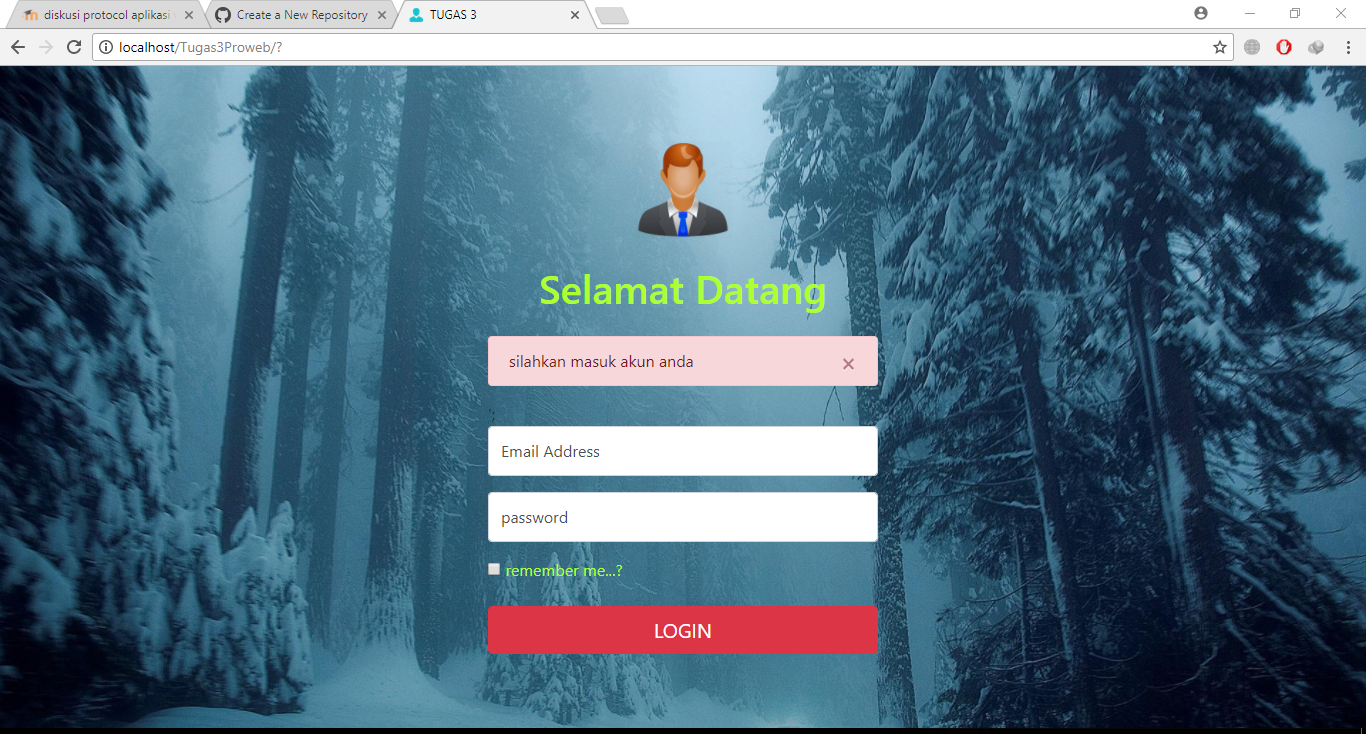 diskusi protocol aplikasi
Create a New Repository
TUGAS 3
localhost/Tugas3Proweb/?
Selamat Datang
silahkan masuk akun anda ×
Email Address
password
remember me...?
LOGIN